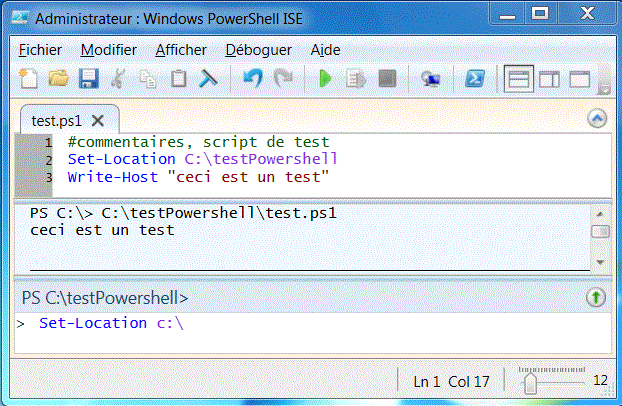 Administrateur : Windows PowerShell ISE
Fichier Modifier Afficher Déboguer Aide
test.ps1
1 #commentaires, script de test
2 Set-Location C:\testPowershell
3 Write-Host "ceci est un test"
PS C:\> C:\testPowershell\test.ps1
ceci est un test
PS C:\testPowershell>
> Set-Location c:\
Ln 1 Col 17 12